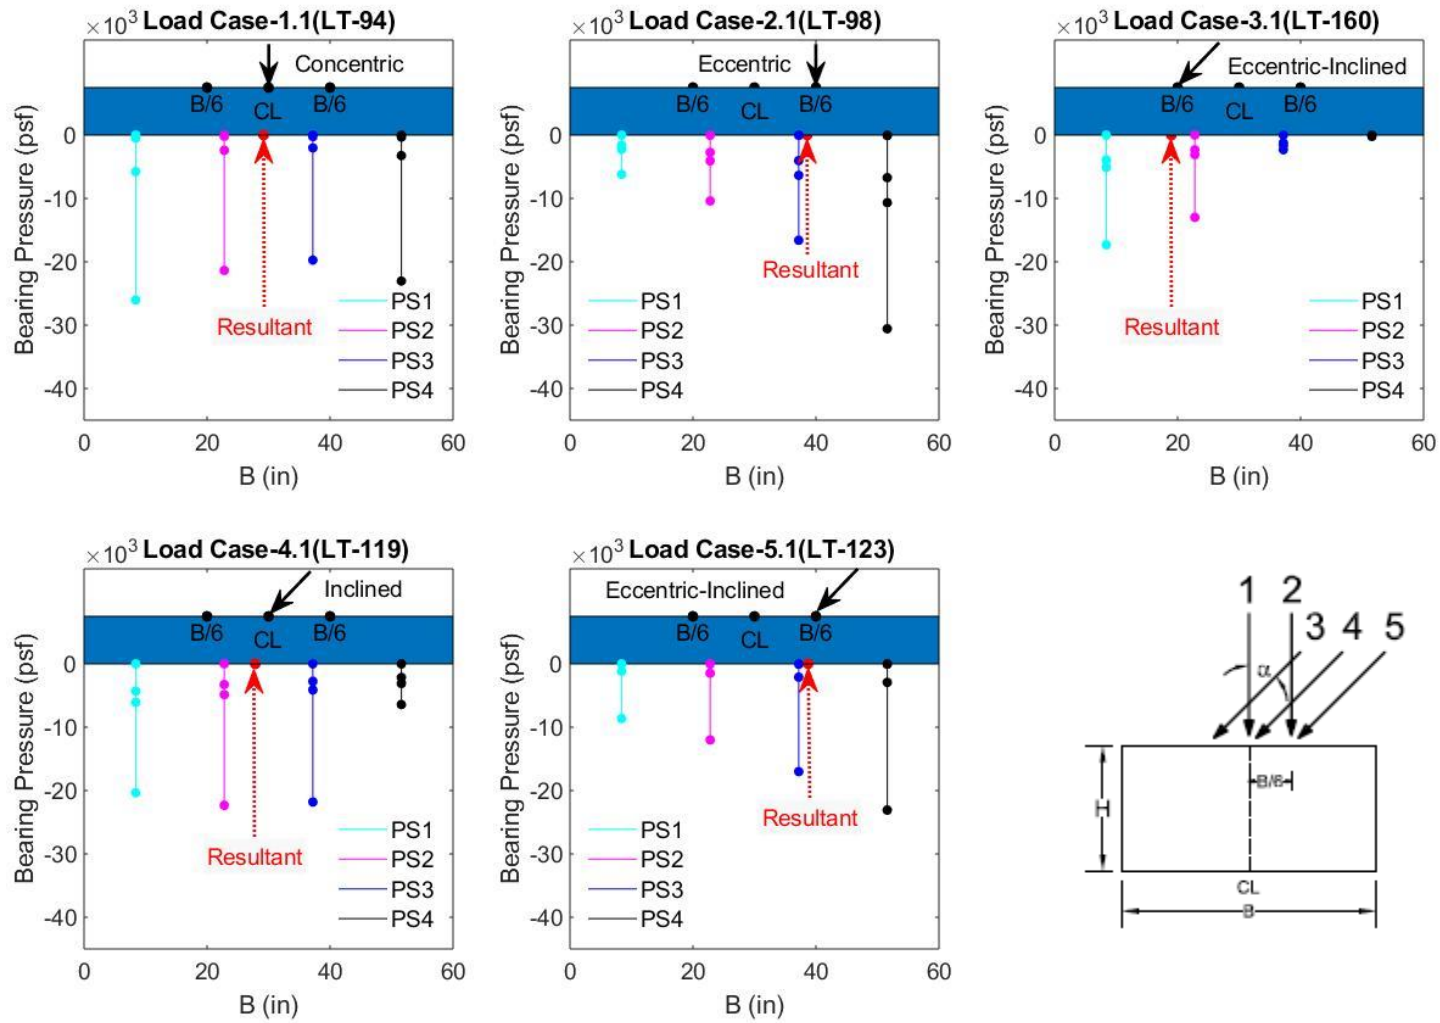 ×10³ Load Case-1.1(LT-94)
Concentric
B/6 CL B/6
0
-10
-20
-30
-40
Bearing Pressure (psf)
Resultant
PS1
PS2
PS3
PS4
0 20 40 60
B (in)
×10³ Load Case-2.1(LT-98)
Eccentric
B/6 CL B/6
0
-10
-20
-30
-40
Bearing Pressure (psf)
Resultant
PS1
PS2
PS3
PS4
0 20 40 60
B (in)
×10³ Load Case-3.1(LT-160)
Eccentric-Inclined
B/6 CL B/6
0
-10
-20
-30
-40
Bearing Pressure (psf)
Resultant
PS1
PS2
PS3
PS4
0 20 40 60
B (in)
×10³ Load Case-4.1(LT-119)
Inclined
B/6 CL B/6
0
-10
-20
-30
-40
Bearing Pressure (psf)
Resultant
PS1
PS2
PS3
PS4
0 20 40 60
B (in)
×10³ Load Case-5.1(LT-123)
Eccentric-Inclined
B/6 CL B/6
0
-10
-20
-30
-40
Bearing Pressure (psf)
Resultant
PS1
PS2
PS3
PS4
0 20 40 60
B (in)
1 2
3 4 5
α
B/6
H
CL
B